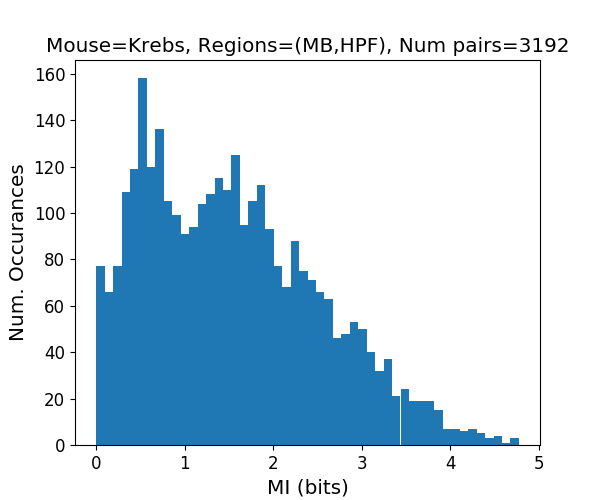 Mouse=Krebs, Regions=(MB,HPF), Num pairs=3192
160
140
120
100
80
60
40
20
0
Num. Occurances
0 1 2 3 4 5
MI (bits)